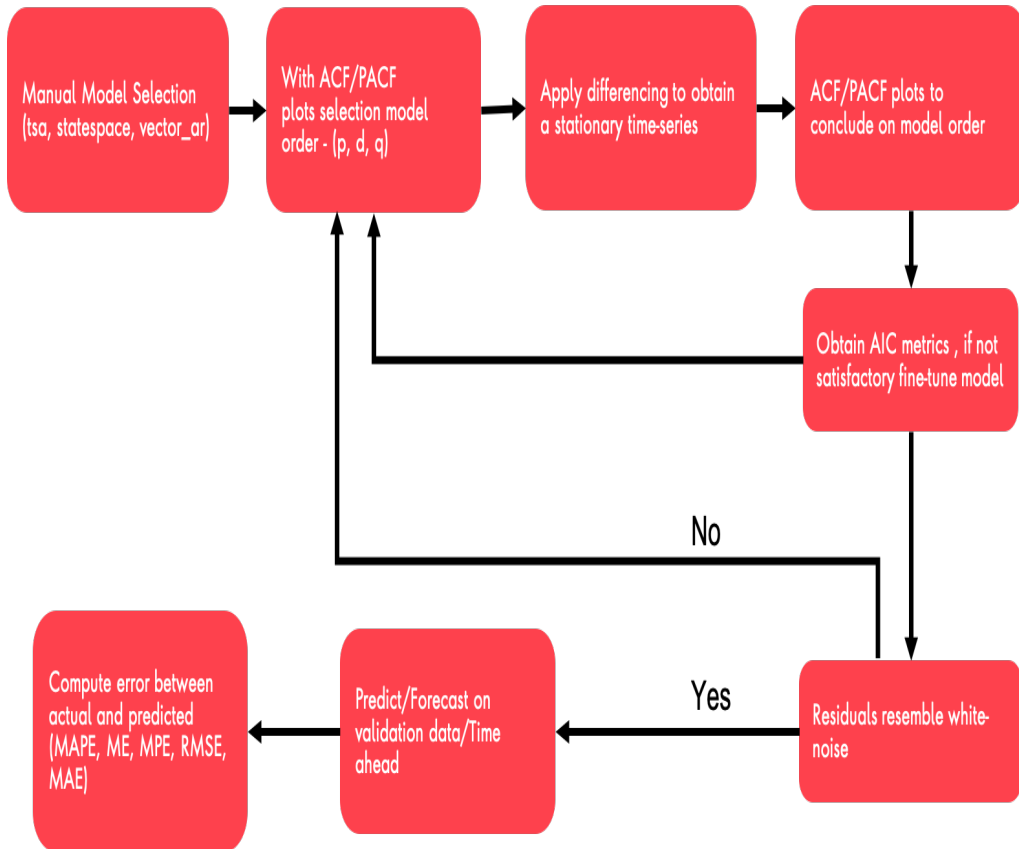 Manual Model Selection
(tsa, statespace, vector_ar)
With ACF/PACF
plots selection model
order - (p, d, q)
Apply differencing to obtain
a stationary time-series
ACF/PACF plots to
conclude on model order
Obtain AIC metrics , if not
satisfactory fine-tune model
No
Residuals resemble white-
noise
Yes
Predict/Forecast on
validation data/Time
ahead
Compute error between
actual and predicted
(MAPE, ME, MPE, RMSE,
MAE)